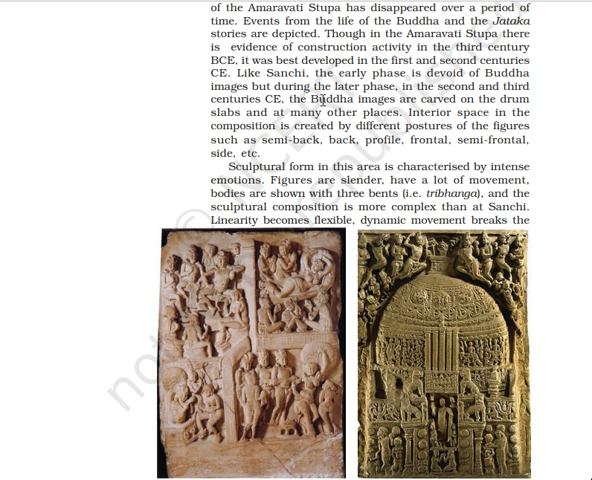 of the Amaravati Stupa has disappeared over a period of
time. Events from the life of the Buddha and the Jataka
stories are depicted. Though in the Amaravati Stupa there
is evidence of construction activity in the third century
BCE, it was best developed in the first and second centuries
CE. Like Sanchi, the early phase is devoid of Buddha
images but during the later phase, in the second and third
centuries CE, the Buddha images are carved on the drum
slabs and at many other places. Interior space in the
composition is created by different postures of the figures
such as semi-back, back, profile, frontal, semi-frontal,
side, etc.
Sculptural form in this area is characterised by intense
emotions. Figures are slender, have a lot of movement,
bodies are shown with three bents (i.e. tribhanga), and the
sculptural composition is more complex than at Sanchi.
Linearity becomes flexible, dynamic movement breaks the
© NCERT
not republished